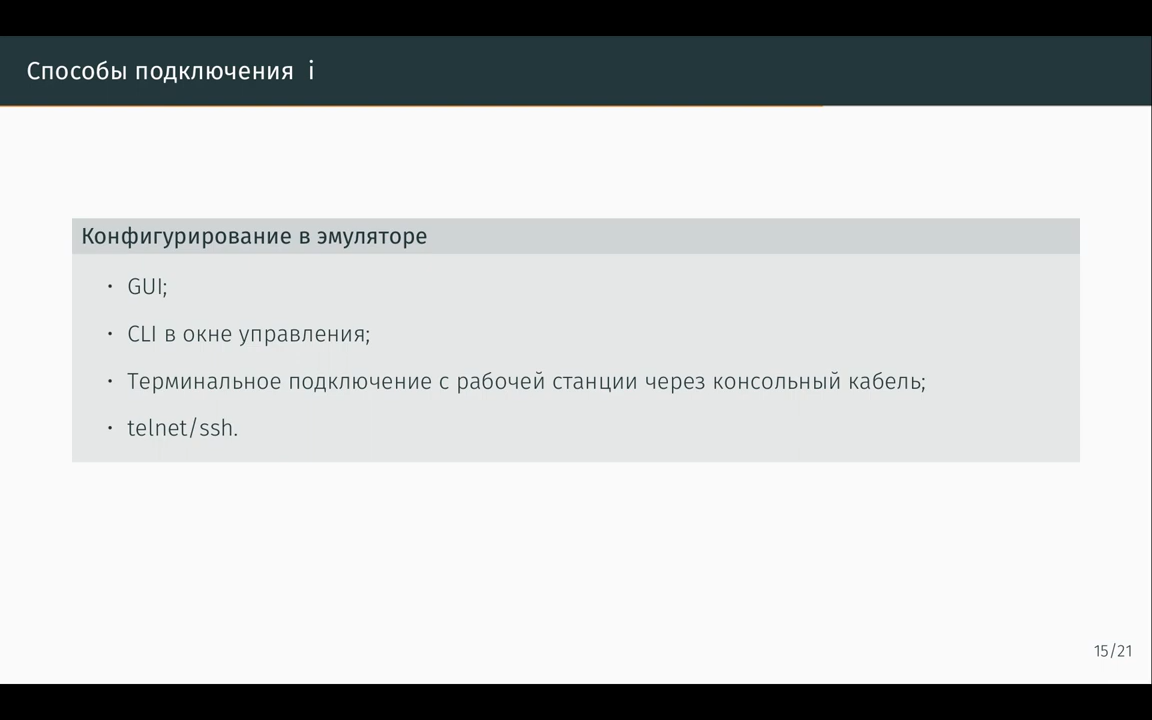 Способы подключения i
Конфигурирование в эмуляторе
• GUI;
• CLI в окне управления;
• Терминальное подключение с рабочей станции через консольный кабель;
• telnet/ssh.
15/21